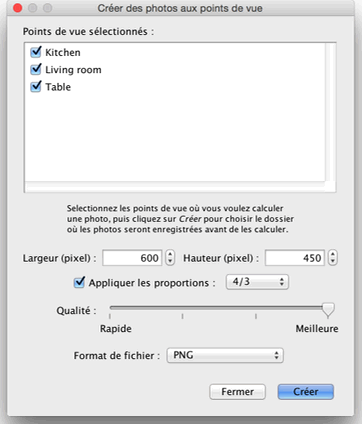 Créer des photos aux points de vue
Points de vue sélectionnés :
Kitchen
Living room
Table
Selectionnez les points de vue où vous voulez calculer
une photo, puis cliquez sur Créer pour choisir le dossier
où les photos seront enregistrées avant de les calculer.
Largeur (pixel) : 600 Hauteur (pixel) : 450
Appliquer les proportions : 4/3
Qualité :
Rapide Meilleure
Format de fichier : PNG
Fermer Créer